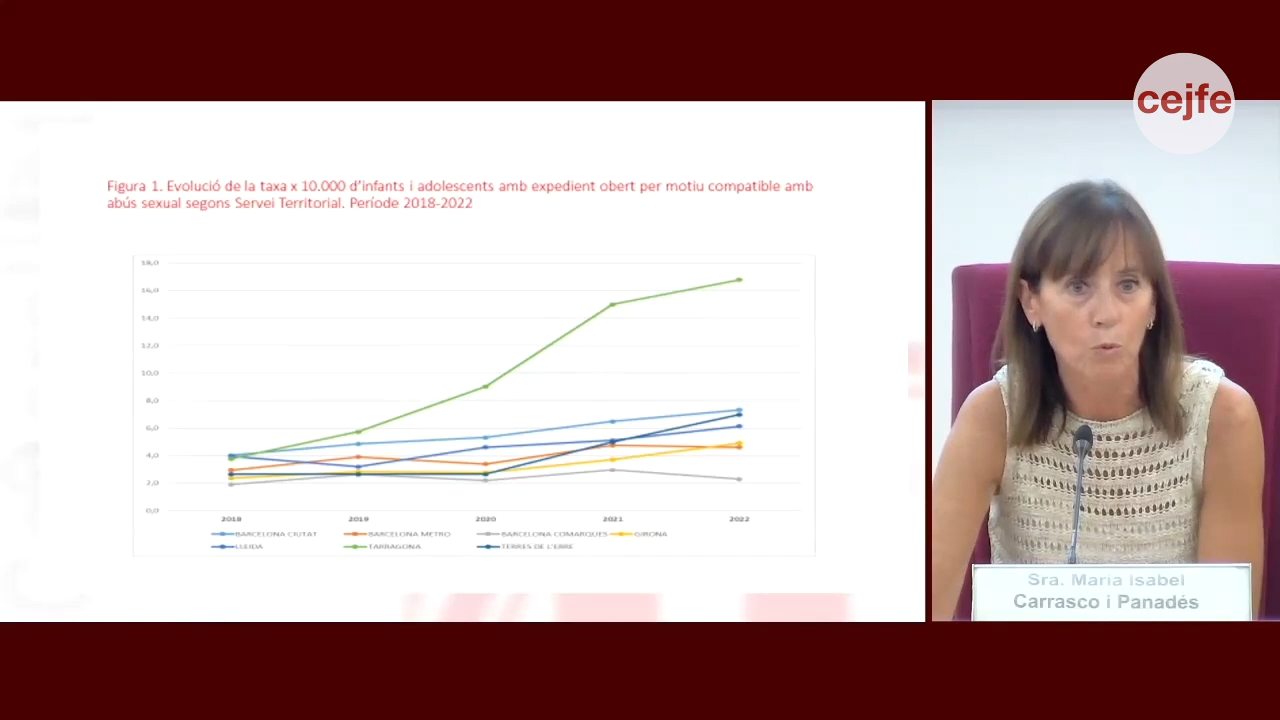 cejfe
Figura 1. Evolució de la taxa x 10.000 d'infants i adolescents amb expedient obert per motiu compatible amb
abús sexual segons Servei Territorial. Període 2018-2022
18,0
16,0
14,0
12,0
10,0
8,0
6,0
4,0
2,0
0,0
2018 2019 2020 2021 2022
BARCELONA CIUTAT BARCELONA METRO BARCELONA COMARQUES GIRONA
LLEIDA TARRAGONA TERRES DE L'EBRE
Sra. Maria Isabel
Carrasco i Panadés